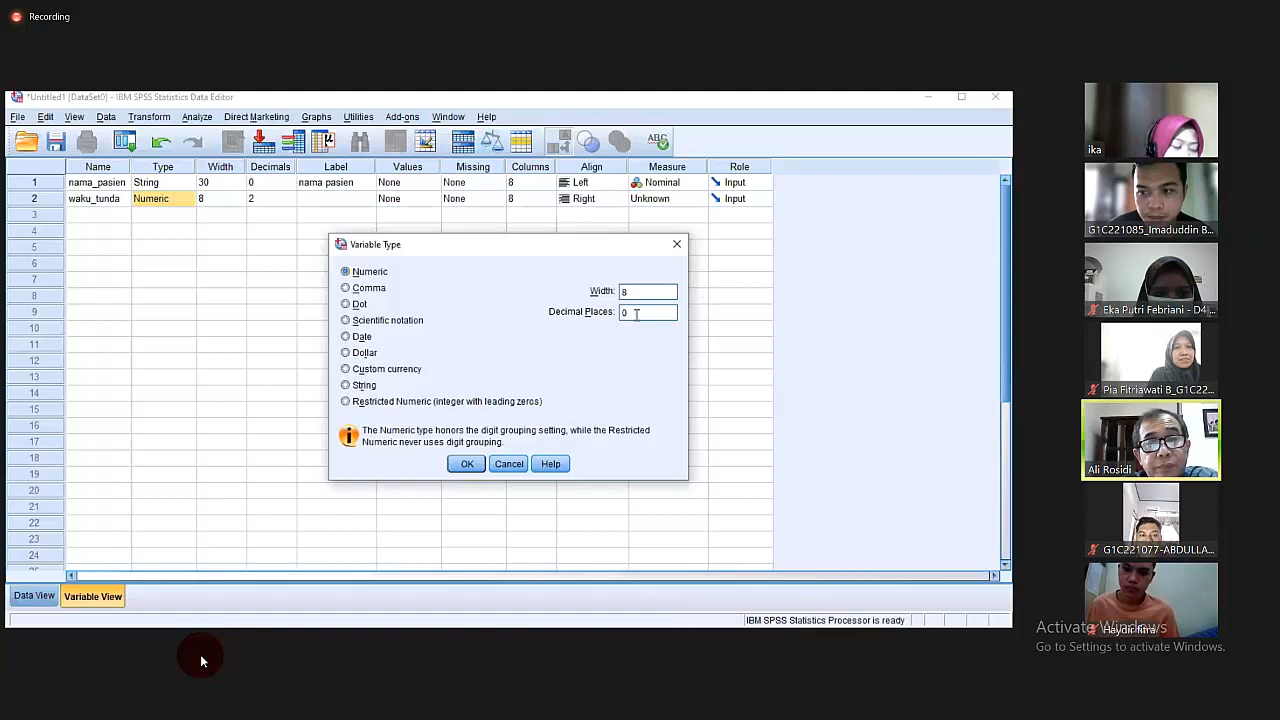 Recording
*Untitled1 [DataSet0] - IBM SPSS Statistics Data Editor
File Edit View Data Transform Analyze Direct Marketing Graphs Utilities Add-ons Window Help
Name Type Width Decimals Label Values Missing Columns Align Measure Role
1 nama_pasien String 30 0 nama pasien None None 8 Left Nominal Input
2 waku_tunda Numeric 8 2 None None 8 Right Unknown Input
3
4
5
6
7
8
9
10
11
12
13
14
15
16
17
18
19
20
21
22
23
24
Variable Type
Numeric
Comma
Dot
Scientific notation
Date
Dollar
Custom currency
String
Restricted Numeric (integer with leading zeros)
Width: 8
Decimal Places: 0
The Numeric type honors the digit grouping setting, while the Restricted
Numeric never uses digit grouping.
OK Cancel Help
Data View Variable View
IBM SPSS Statistics Processor is ready
ika
G1C221085_Imaduddin B...
Eka Putri Febriani - D4_...
Pia Fitriawati B_G1C22...
Ali Rosidi
G1C221077-ABDULLA...
Haydir fitra
Activate Windows
Go to Settings to activate Windows.